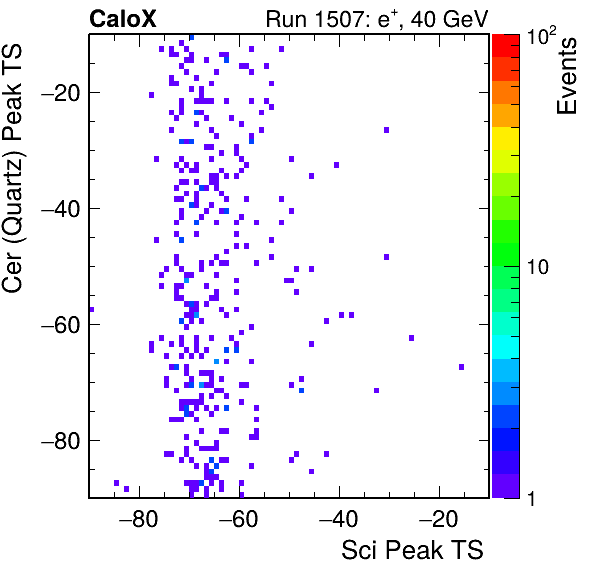 CaloX Run 1507: e⁺, 40 GeV
Cer (Quartz) Peak TS
Events
10²
10
1
−20
−40
−60
−80
−80 −60 −40 −20
Sci Peak TS